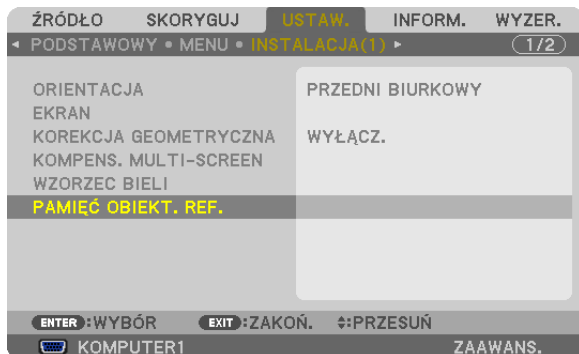 ŹRÓDŁO SKORYGUJ USTAW. INFORM. WYZER.
◂ PODSTAWOWY • MENU • INSTALACJA(1) ▸ 1/2
ORIENTACJA PRZEDNI BIURKOWY
EKRAN
KOREKCJA GEOMETRYCZNA WYŁĄCZ.
KOMPENS. MULTI-SCREEN
WZORZEC BIELI
PAMIĘĆ OBIEKT. REF.
ENTER :WYBÓR EXIT :ZAKOŃ. ♦:PRZESUŃ
KOMPUTER1 ZAAWANS.